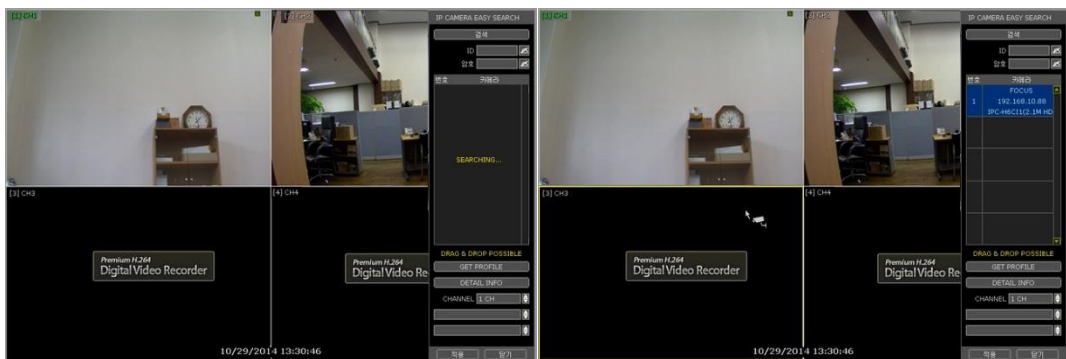 [1] CH1
[2] CH2
IP CAMERA EASY SEARCH
검색
ID
암호
번호 카메라
SEARCHING...
[3] CH3
[4] CH4
Premium H.264
Digital Video Recorder
Premium H.264
Digital Video Re
DRAG & DROP POSSIBLE
GET PROFILE
DETAIL INFO
CHANNEL 1 CH
10/29/2014 13:30:46
적용 닫기
[1] CH1
[2] CH2
IP CAMERA EASY SEARCH
검색
ID
암호
번호 카메라
FOCUS
1 192.168.10.88
IPC-H6CI1(2.1M HD
[3] CH3
[4] CH4
Premium H.264
Digital Video Recorder
Premium H.264
Digital Video Re
DRAG & DROP POSSIBLE
GET PROFILE
DETAIL INFO
CHANNEL 1 CH
10/29/2014 13:30:46
적용 닫기